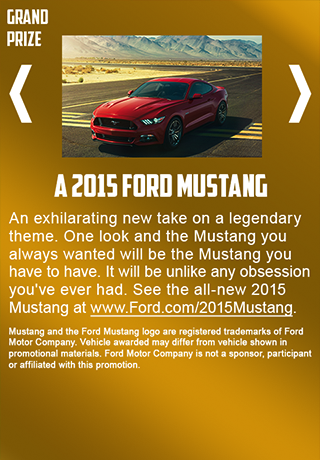 GRAND
PRIZE
A 2015 FORD MUSTANG
An exhilarating new take on a legendary
theme. One look and the Mustang you
always wanted will be the Mustang you
have to have. It will be unlike any obsession
you've ever had. See the all-new 2015
Mustang at www.Ford.com/2015Mustang.
Mustang and the Ford Mustang logo are registered trademarks of Ford
Motor Company. Vehicle awarded may differ from vehicle shown in
promotional materials. Ford Motor Company is not a sponsor, participant
or affiliated with this promotion.